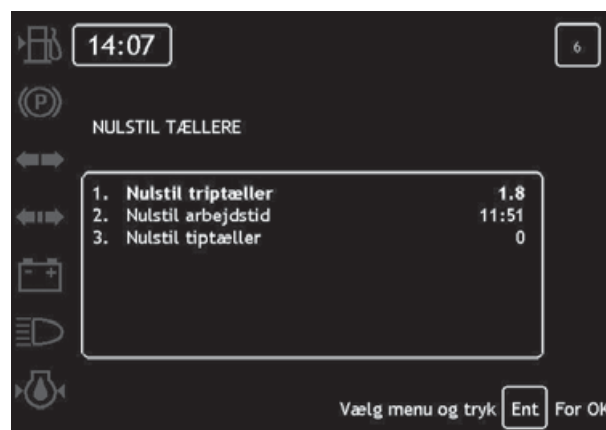 14:07
6
NULSTIL TÆLLERE
1. Nulstil triptæller 1.8
2. Nulstil arbejdstid 11:51
3. Nulstil tiptæller 0
Vælg menu og tryk Ent For OK